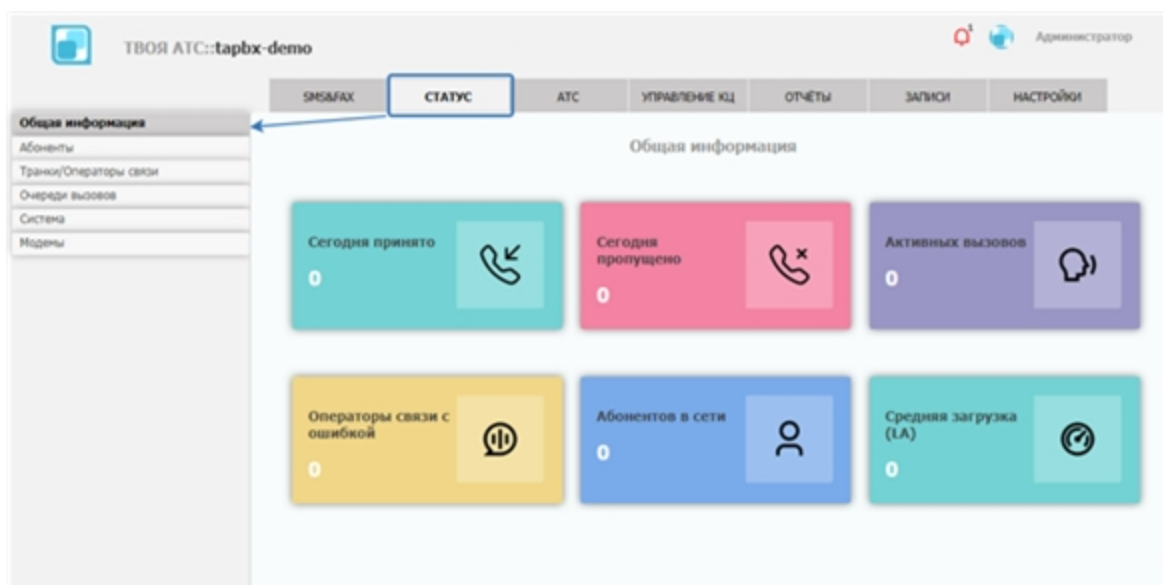 ТВОЯ АТС::tapbx-demo
1
Администратор
SMS&FAX СТАТУС АТС УПРАВЛЕНИЕ КЦ ОТЧЁТЫ ЗАПИСИ НАСТРОЙКИ
Общая информация
Абоненты
Транки/Операторы связи
Очереди вызовов
Система
Модемы
Общая информация
Сегодня принято
0
Сегодня
пропущено
0
Активных вызовов
0
Операторы связи с
ошибкой
0
Абонентов в сети
0
Средняя загрузка
(LA)
0